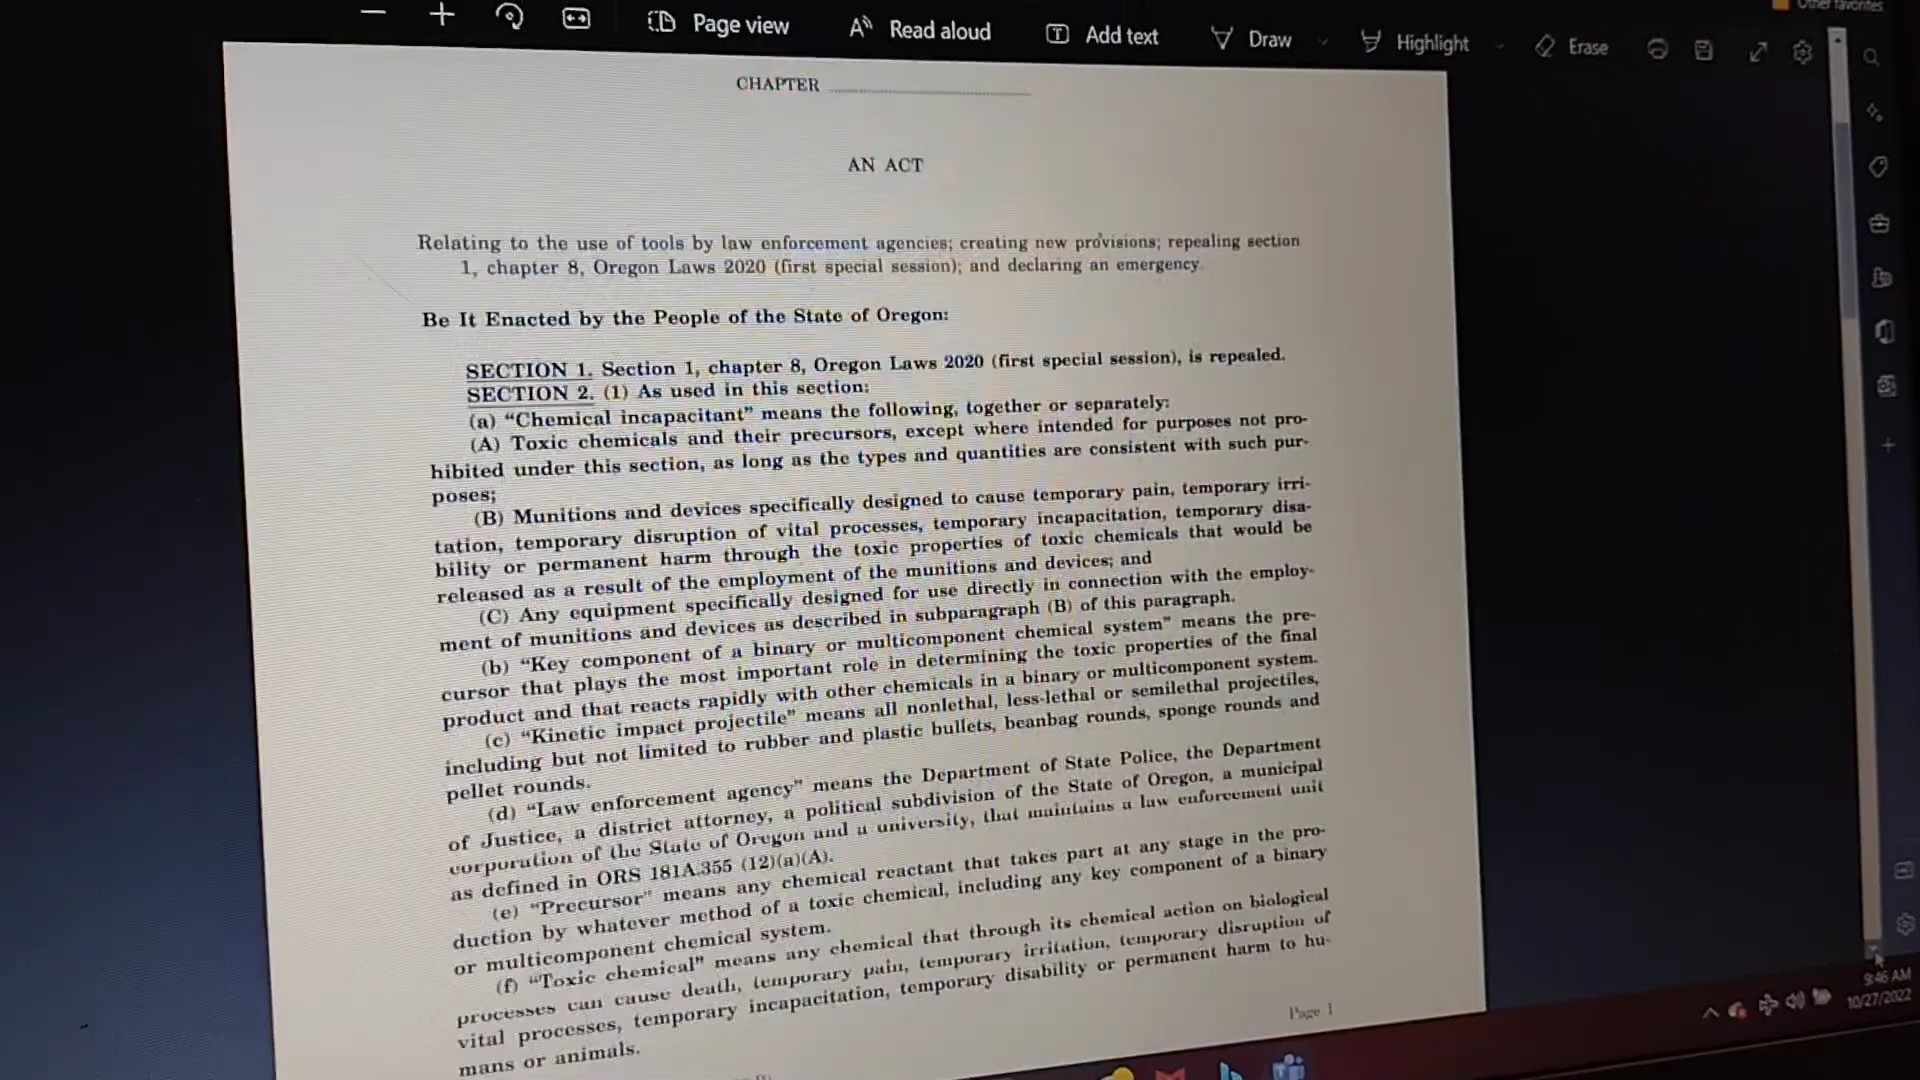 Other favorites
Page view
Read aloud
Add text
Draw
Highlight
Erase
CHAPTER
AN ACT
Relating to the use of tools by law enforcement agencies; creating new provisions; repealing section
1, chapter 8, Oregon Laws 2020 (first special session); and declaring an emergency.
Be It Enacted by the People of the State of Oregon:
SECTION 1. Section 1, chapter 8, Oregon Laws 2020 (first special session), is repealed.
SECTION 2. (1) As used in this section:
(a) “Chemical incapacitant” means the following, together or separately:
(A) Toxic chemicals and their precursors, except where intended for purposes not pro-
hibited under this section, as long as the types and quantities are consistent with such pur-
poses;
(B) Munitions and devices specifically designed to cause temporary pain, temporary irri-
tation, temporary disruption of vital processes, temporary incapacitation, temporary disa-
bility or permanent harm through the toxic properties of toxic chemicals that would be
released as a result of the employment of the munitions and devices; and
(C) Any equipment specifically designed for use directly in connection with the employ-
ment of munitions and devices as described in subparagraph (B) of this paragraph.
(b) “Key component of a binary or multicomponent chemical system” means the pre-
cursor that plays the most important role in determining the toxic properties of the final
product and that reacts rapidly with other chemicals in a binary or multicomponent system.
(c) “Kinetic impact projectile” means all nonlethal, less-lethal or semilethal projectiles,
including but not limited to rubber and plastic bullets, beanbag rounds, sponge rounds and
pellet rounds.
(d) “Law enforcement agency” means the Department of State Police, the Department
of Justice, a district attorney, a political subdivision of the State of Oregon, a municipal
corporation of the State of Oregon and a university, that maintains a law enforcement unit
as defined in ORS 181A.355 (12)(a)(A).
(e) “Precursor” means any chemical reactant that takes part at any stage in the pro-
duction by whatever method of a toxic chemical, including any key component of a binary
or multicomponent chemical system.
(f) “Toxic chemical” means any chemical that through its chemical action on biological
processes can cause death, temporary pain, temporary irritation, temporary disruption of
vital processes, temporary incapacitation, temporary disability or permanent harm to hu-
mans or animals.
Page 1
9:46 AM
10/27/2022